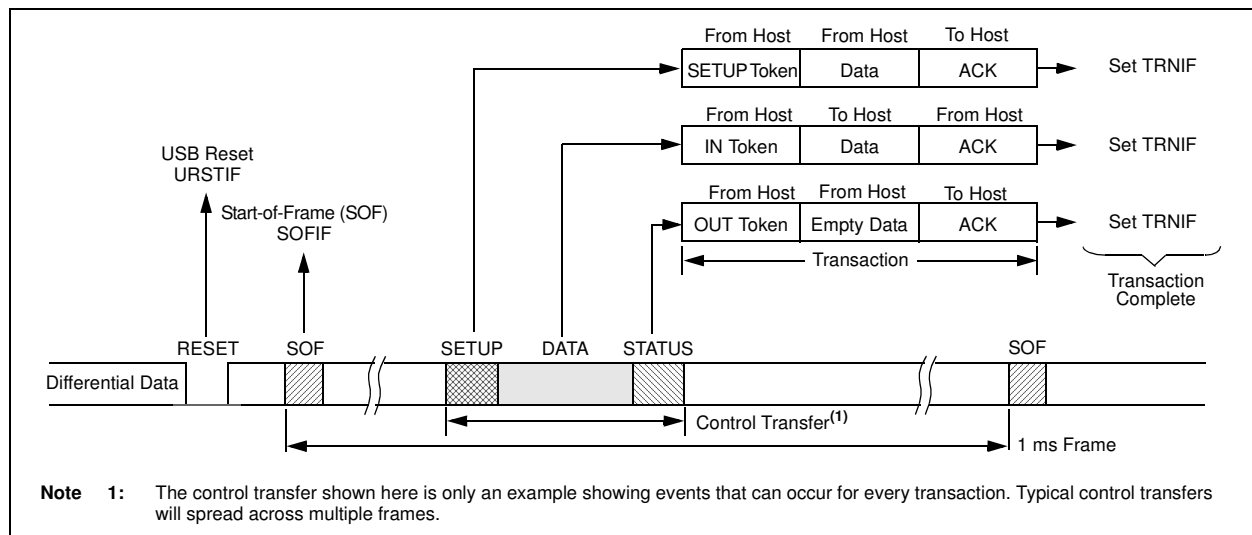 From Host From Host To Host
SETUP Token Data ACK Set TRNIF
From Host To Host From Host
IN Token Data ACK Set TRNIF
USB Reset
URSTIF
From Host From Host To Host
Start-of-Frame (SOF)
SOFIF
OUT Token Empty Data ACK Set TRNIF
Transaction
Transaction
Complete
RESET SOF SETUP DATA STATUS SOF
Differential Data
Control Transfer(1)
1 ms Frame
Note 1: The control transfer shown here is only an example showing events that can occur for every transaction. Typical control transfers
will spread across multiple frames.